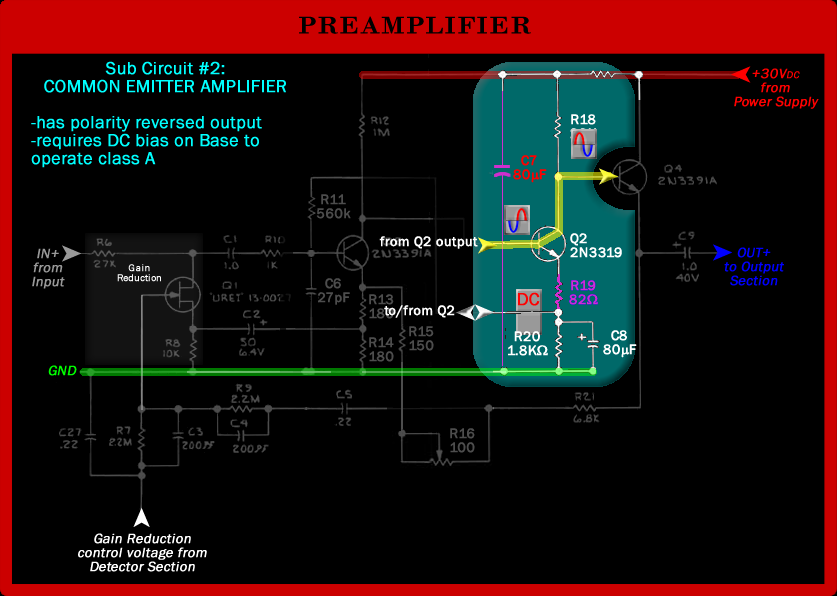 PREAMPLIFIER
Sub Circuit #2:
COMMON EMITTER AMPLIFIER
-has polarity reversed output
-requires DC bias on Base to
operate class A
+30VDC
from
Power Supply
R12
1M
R18
C7
80µF
Q4
2N3391A
R11
560k
from Q2 output
Q2
2N3319
IN+
from
Input
R6
27K
Gain
Reduction
C1
1.0
R10
1K
2N3391A
C9
+
1.0
40V
OUT+
to Output
Section
Q1
"URET" 13-0027
C6
27pF
R13
180
to/from Q2
DC
R19
82Ω
C2
+
50
6.4V
R8
10K
R14
180
R15
150
R20
1.8KΩ
+
C8
80µF
GND
C27
.22
R7
2.2M
C3
200PF
R9
2.2M
C4
200PF
C5
.22
R21
6.8K
R16
100
Gain Reduction
control voltage from
Detector Section